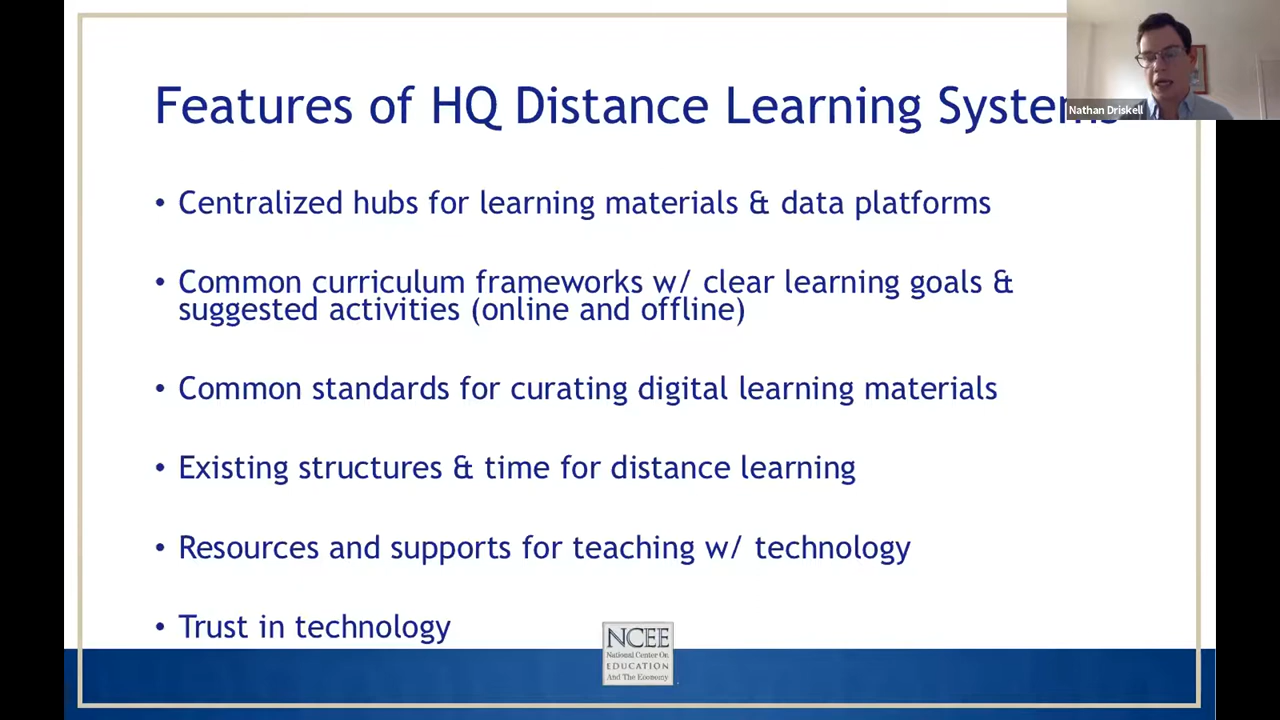 Features of HQ Distance Learning Systems
Nathan Driskell
• Centralized hubs for learning materials & data platforms
• Common curriculum frameworks w/ clear learning goals &
suggested activities (online and offline)
• Common standards for curating digital learning materials
• Existing structures & time for distance learning
• Resources and supports for teaching w/ technology
• Trust in technology
NCEE
National Center On
EDUCATION
And The Economy